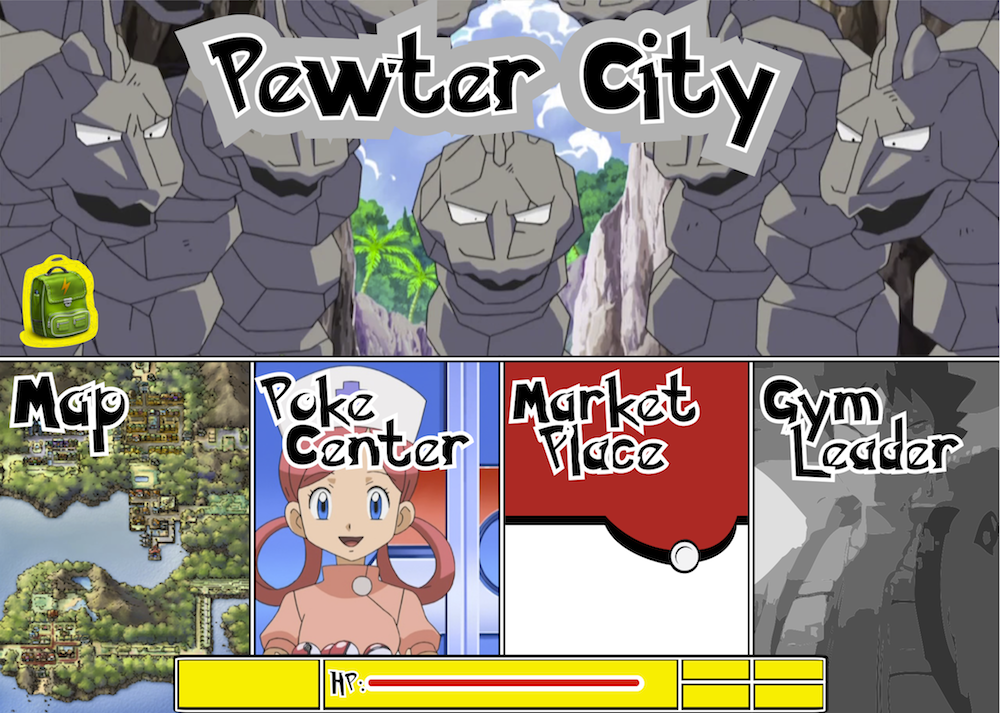 Pewter City
Map
Poke
Center
Market
Place
Gym
Leader
HP: